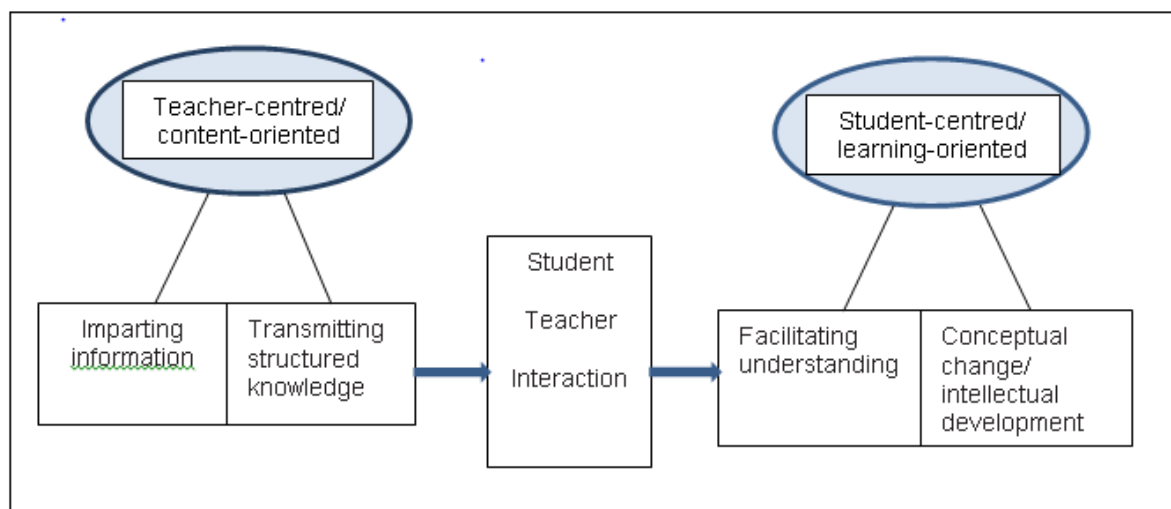 Teacher-centred/
content-oriented
Student-centred/
learning-oriented
Imparting
information
Transmitting
structured
knowledge
Student
Teacher
Interaction
Facilitating
understanding
Conceptual
change/
intellectual
development